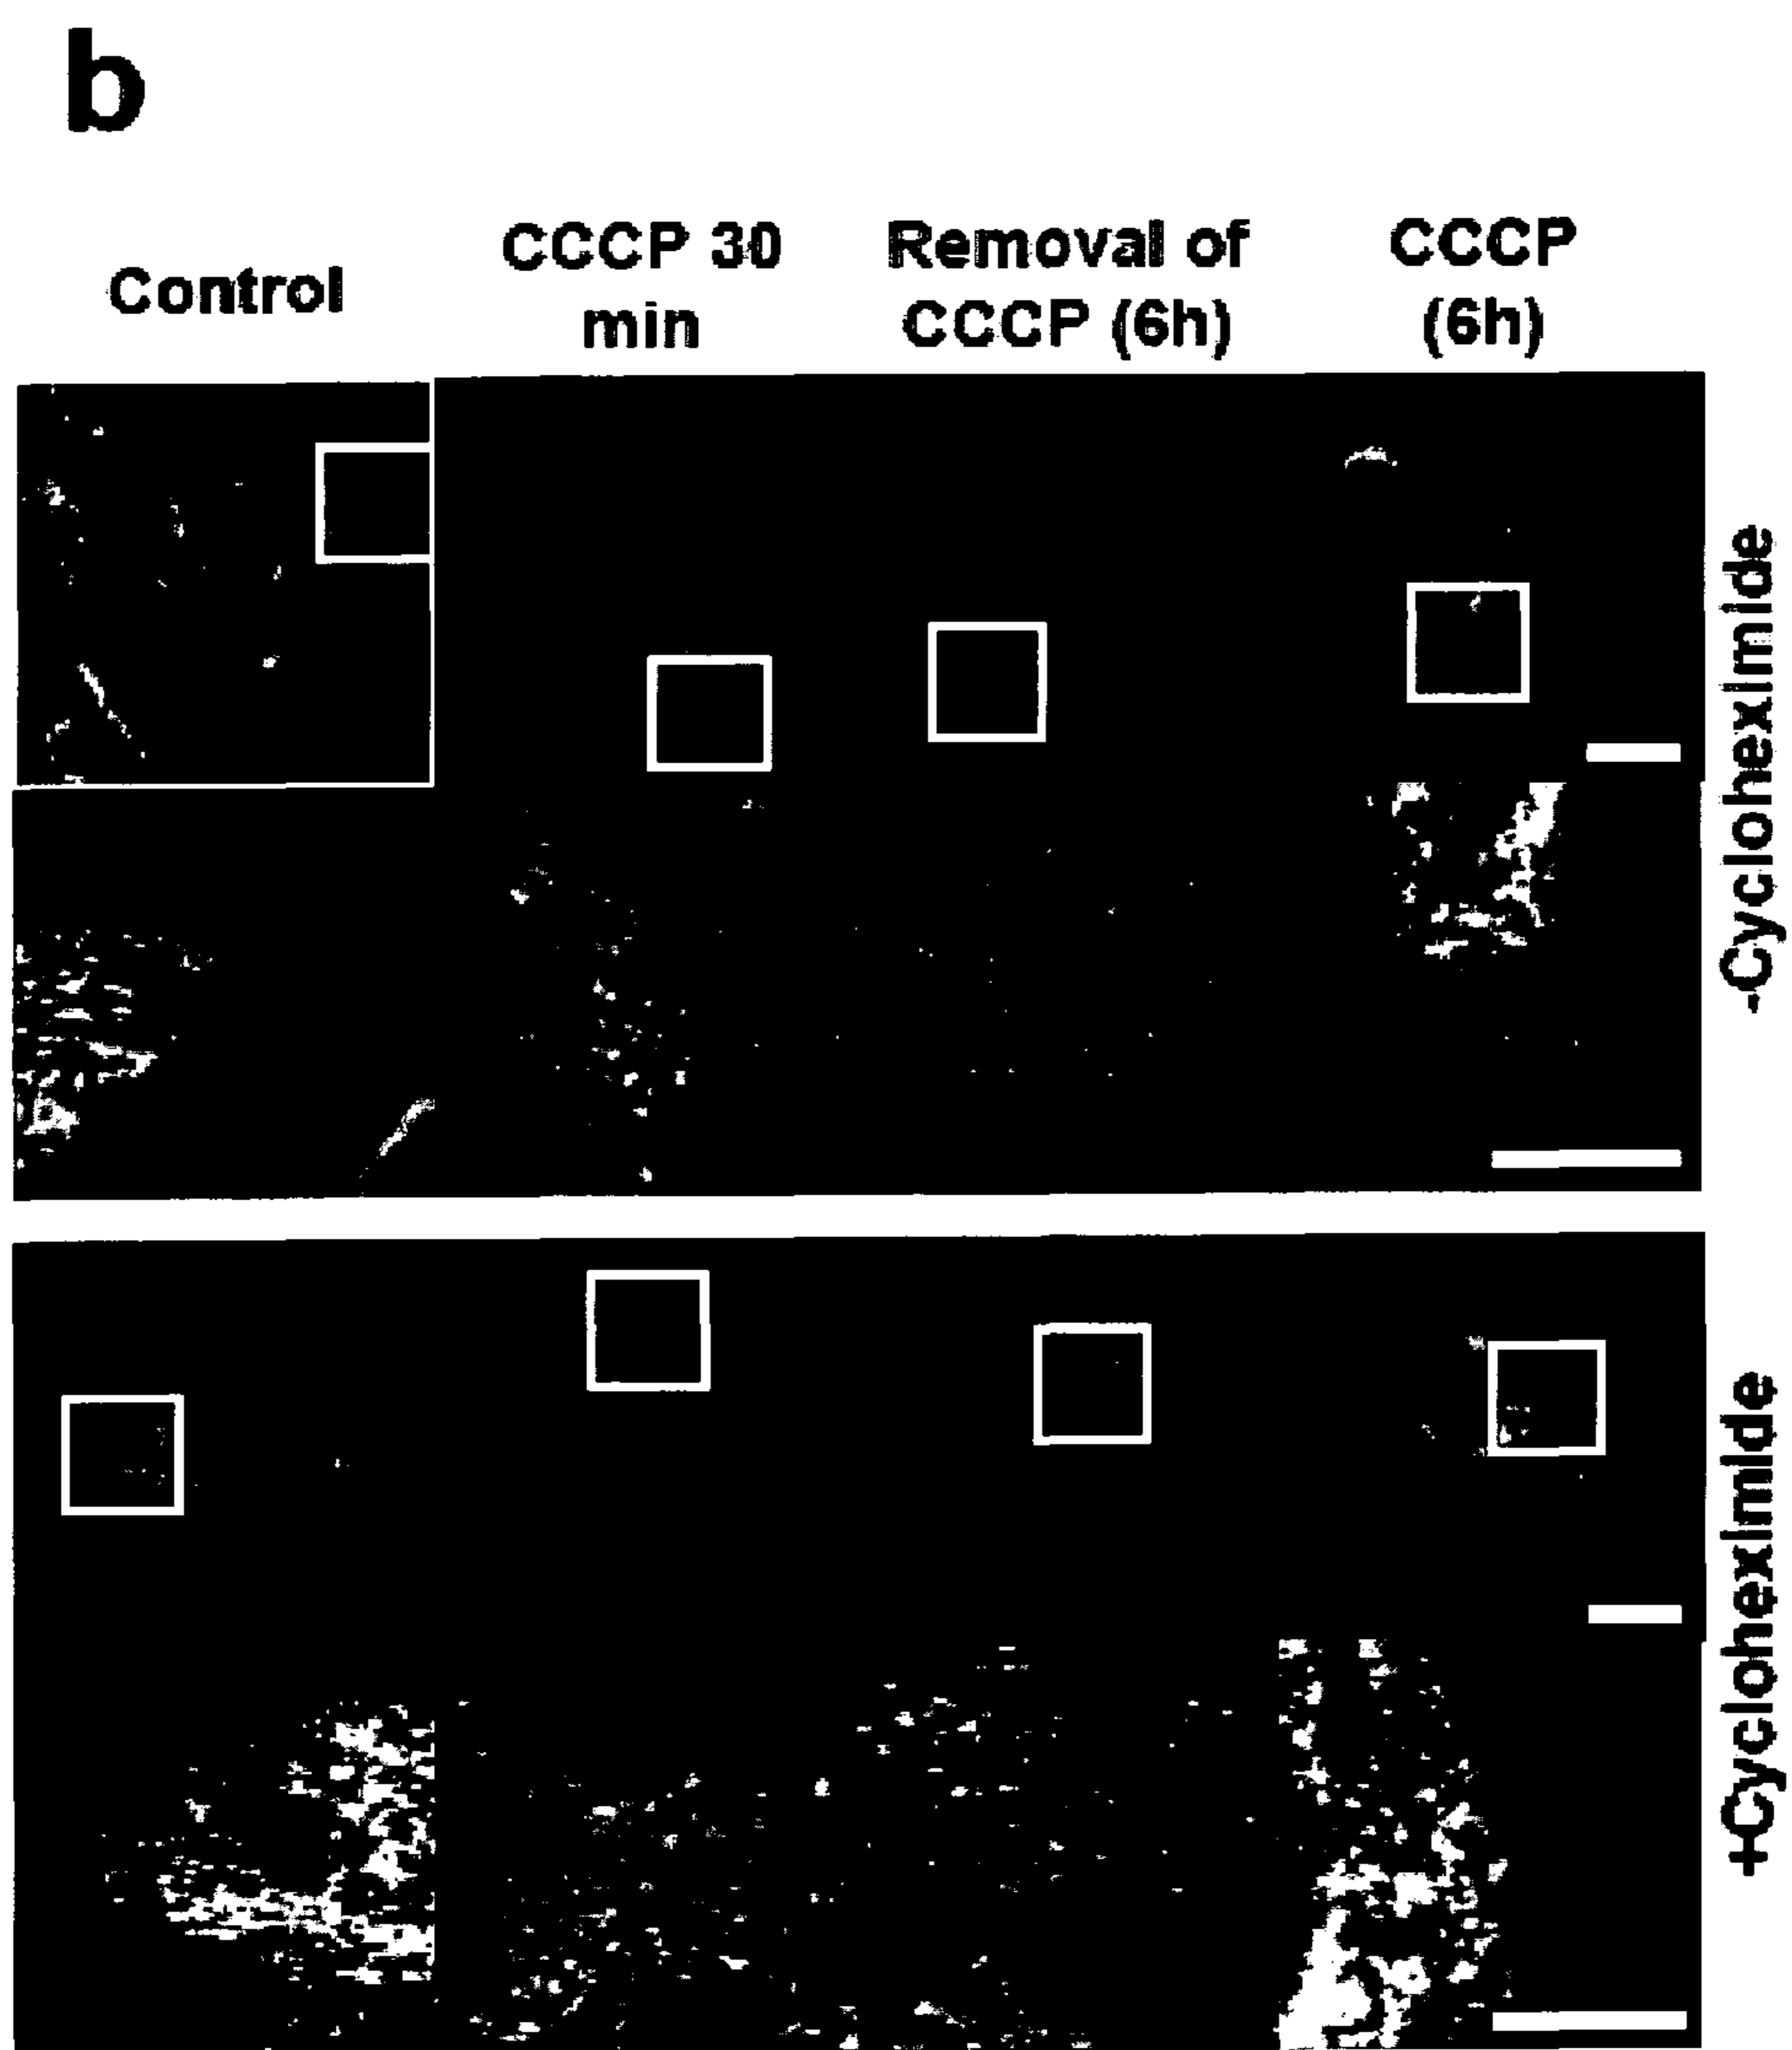 b
Control
CCCP 30
min
Removal of
CCCP (6h)
CCCP
(6h)
-Cycloheximide
+Cycloheximide